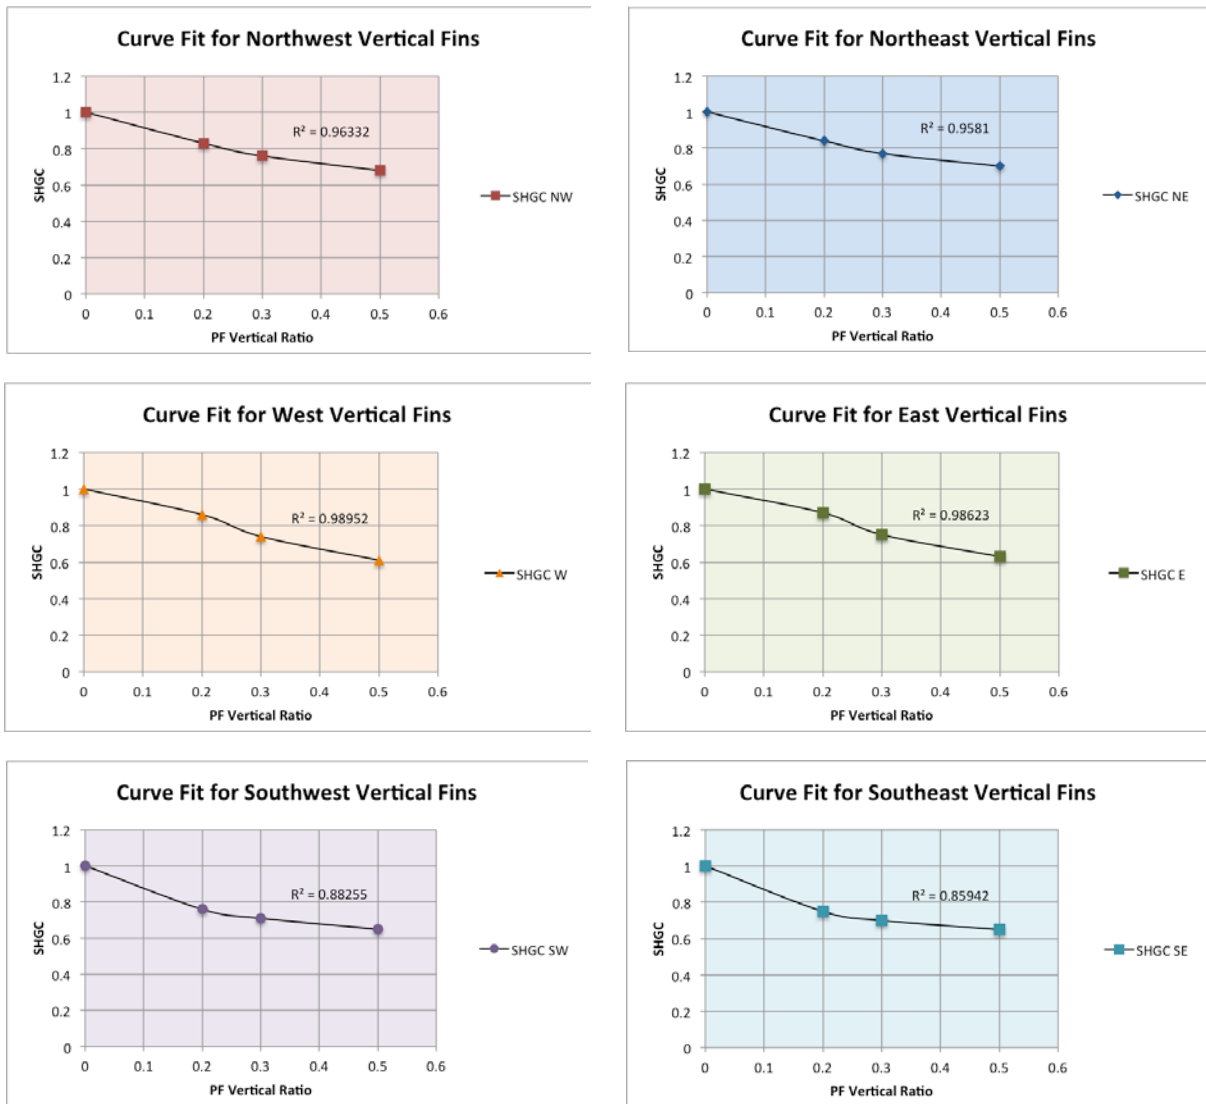 Curve Fit for Northwest Vertical Fins
1.2
1
0.8
0.6
0.4
0.2
0
SHGC
R² = 0.96332
SHGC NW
0 0.1 0.2 0.3 0.4 0.5 0.6
PF Vertical Ratio
Curve Fit for Northeast Vertical Fins
1.2
1
0.8
0.6
0.4
0.2
0
SHGC
R² = 0.9581
SHGC NE
0 0.1 0.2 0.3 0.4 0.5 0.6
PF Vertical Ratio
Curve Fit for West Vertical Fins
1.2
1
0.8
0.6
0.4
0.2
0
SHGC
R² = 0.98952
SHGC W
0 0.1 0.2 0.3 0.4 0.5 0.6
PF Vertical Ratio
Curve Fit for East Vertical Fins
1.2
1
0.8
0.6
0.4
0.2
0
SHGC
R² = 0.98623
SHGC E
0 0.1 0.2 0.3 0.4 0.5 0.6
PF Vertical Ratio
Curve Fit for Southwest Vertical Fins
1.2
1
0.8
0.6
0.4
0.2
0
SHGC
R² = 0.88255
SHGC SW
0 0.1 0.2 0.3 0.4 0.5 0.6
PF Vertical Ratio
Curve Fit for Southeast Vertical Fins
1.2
1
0.8
0.6
0.4
0.2
0
SHGC
R² = 0.85942
SHGC SE
0 0.1 0.2 0.3 0.4 0.5 0.6
PF Vertical Ratio